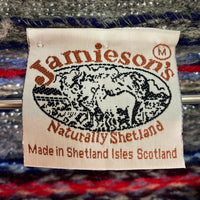 Jamieson's
M
Naturally Shetland
Made in Shetland Isles Scotland